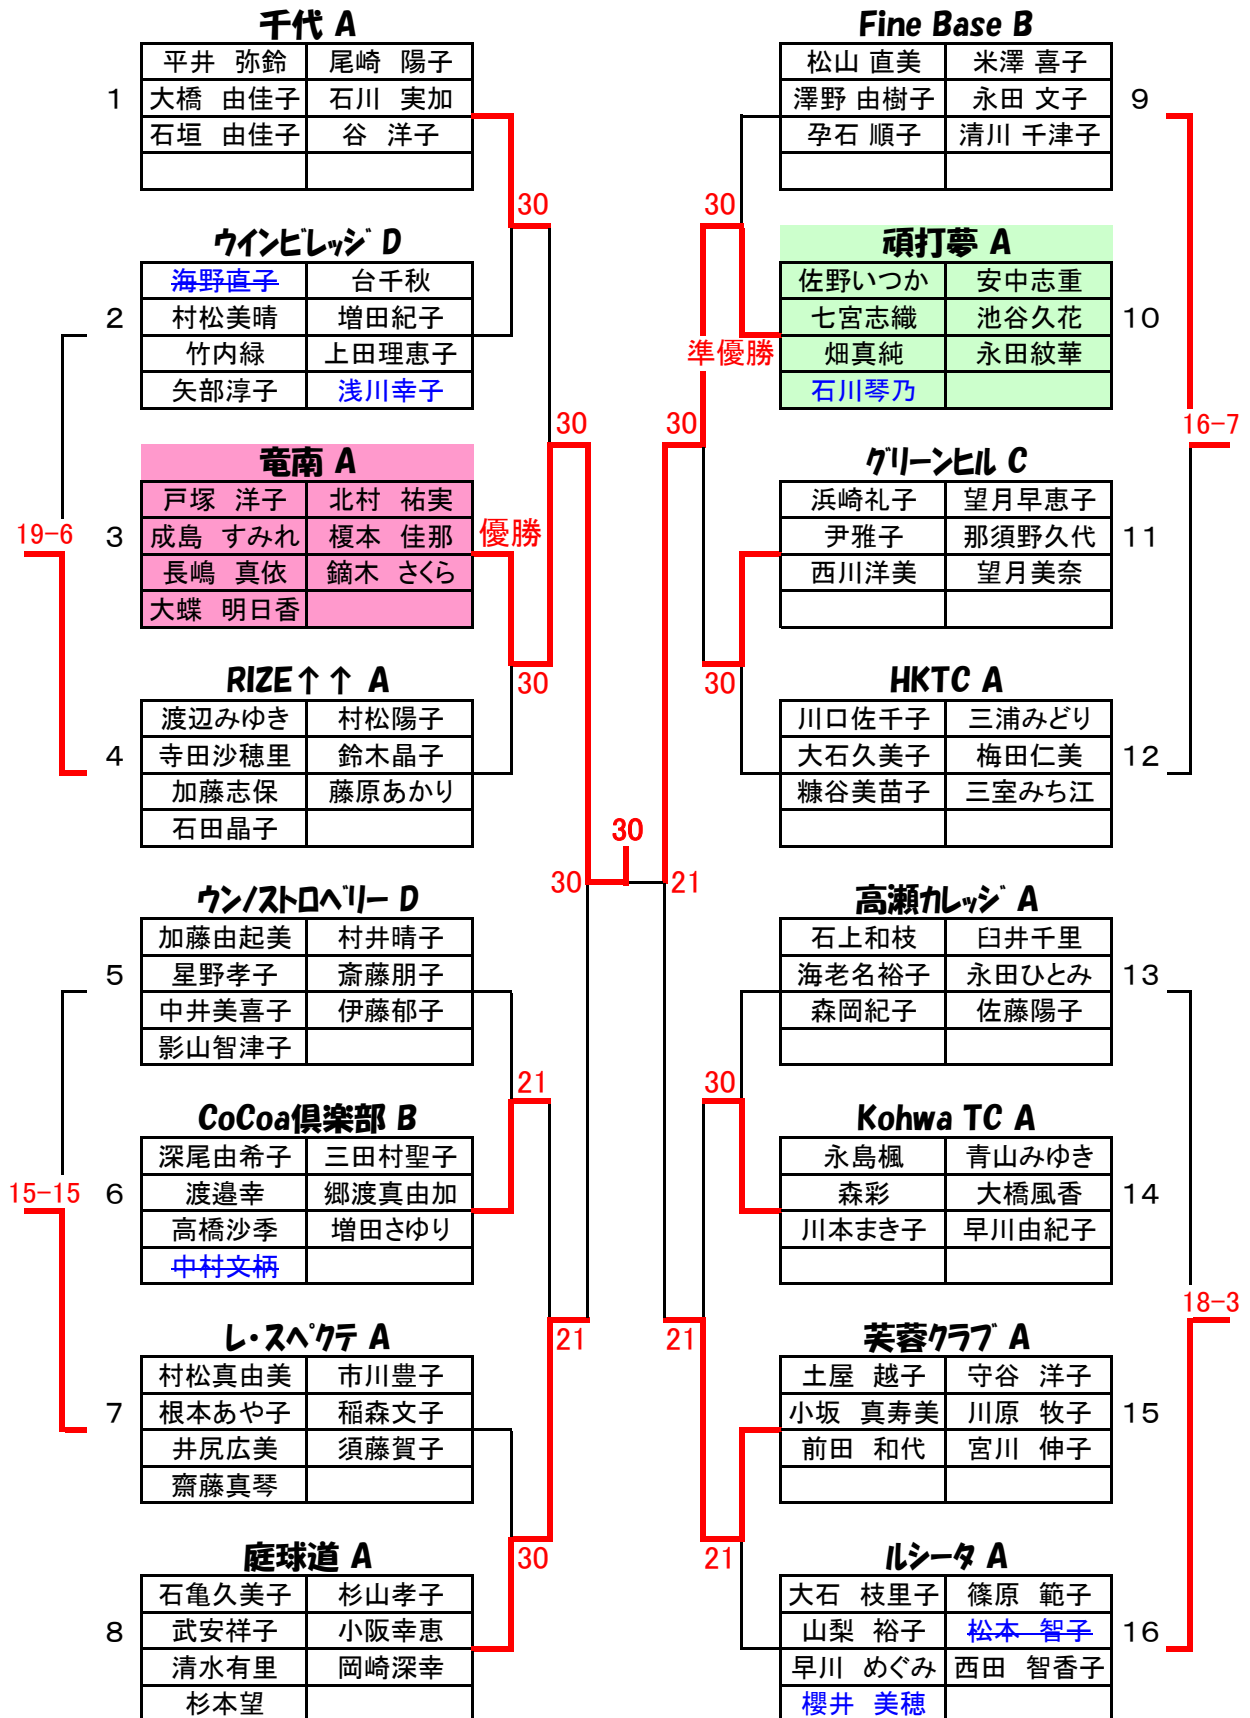 千代 A
平井 弥鈴 尾崎 陽子
1 大橋 由佳子 石川 実加
石垣 由佳子 谷 洋子
30
ウインビレッジ D
海野直子 台千秋
2 村松美晴 増田紀子
竹内緑 上田理恵子
矢部淳子 浅川幸子
30
竜南 A
戸塚 洋子 北村 祐実
19-6 3 成島 すみれ 榎本 佳那 優勝
長嶋 真依 鏑木 さくら
大蝶 明日香
RIZE↑↑ A
30
渡辺みゆき 村松陽子
4 寺田沙穂里 鈴木晶子
加藤志保 藤原あかり
石田晶子
30
30 21
ウン/ストロベリー D
加藤由起美 村井晴子
5 星野孝子 斎藤朋子
中井美喜子 伊藤郁子
影山智津子
21
CoCoa倶楽部 B
深尾由希子 三田村聖子
15-15 6 渡邉幸 郷渡真由加
高橋沙季 増田さゆり
中村文柄
レ・スペクテ A
21
村松真由美 市川豊子
7 根本あや子 稲森文子
井尻広美 須藤賀子
齋藤真琴
庭球道 A
30
石亀久美子 杉山孝子
8 武安祥子 小阪幸恵
清水有里 岡崎深幸
杉本望
Fine Base B
松山 直美 米澤 喜子
澤野 由樹子 永田 文子 9
孕石 順子 清川 千津子
30
頑打夢 A
佐野いつか 安中志重
七宮志織 池谷久花 10
準優勝 畑真純 永田紋華
石川琴乃
30 16-7
グリーンヒル C
浜崎礼子 望月早恵子
尹雅子 那須野久代 11
西川洋美 望月美奈
HKTC A
30
川口佐千子 三浦みどり
大石久美子 梅田仁美 12
糠谷美苗子 三室みち江
高瀬カレッジ A
石上和枝 臼井千里
海老名裕子 永田ひとみ 13
森岡紀子 佐藤陽子
30
Kohwa TC A
永島楓 青山みゆき
森彩 大橋風香 14
川本まき子 早川由紀子
18-3
芙蓉クラブ A
21
土屋 越子 守谷 洋子
小坂 真寿美 川原 牧子 15
前田 和代 宮川 伸子
ルシータ A
21
大石 枝里子 篠原 範子
山梨 裕子 松本 智子 16
早川 めぐみ 西田 智香子
櫻井 美穂